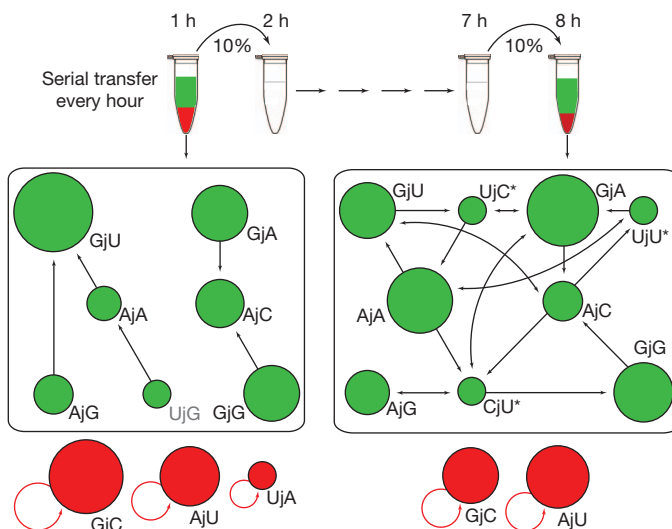 1 h 2 h 7 h 8 h
10% 10%
Serial transfer
every hour
GjU
GjA
AjA
AjC
AjG
UjG
GjG
GjC
AjU
UjA
GjU
UjC*
GjA
UjU*
AjA
AjC
GjG
AjG
CjU*
GjC
AjU